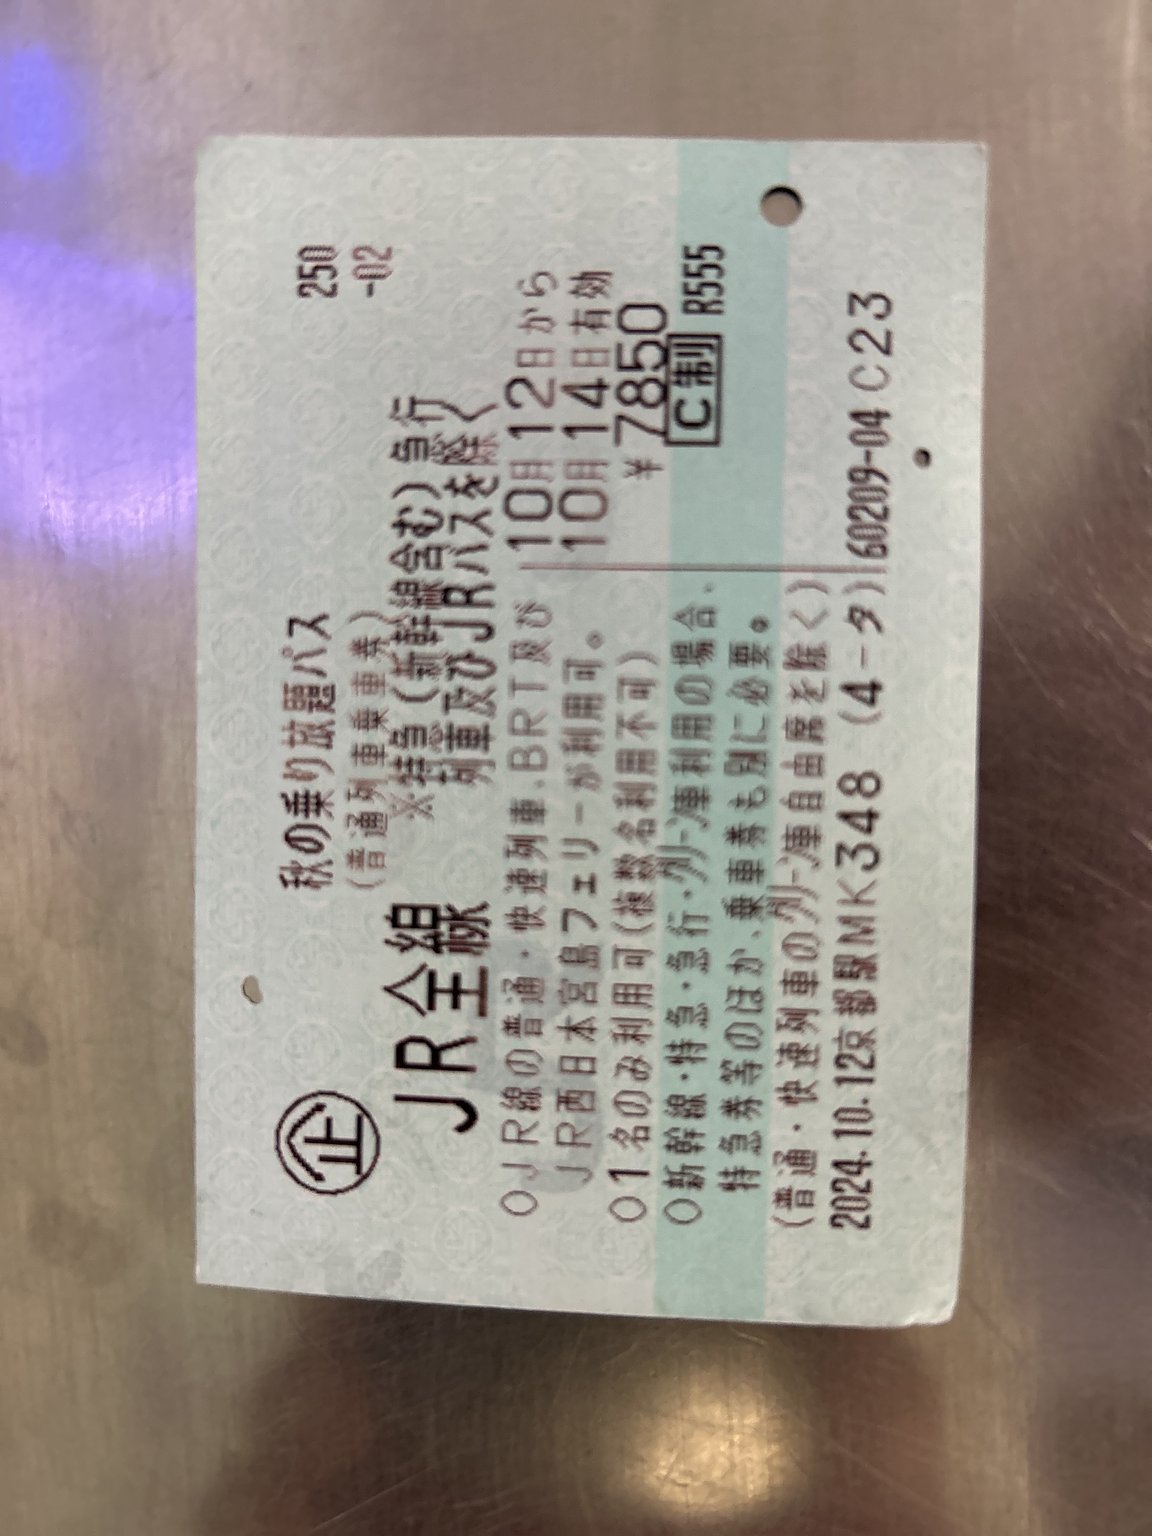 企 秋の乗り放題パス 250
(普通列車乗車券) -02
JR全線 ※特急(新幹線含む)急行
列車及びJRバスを除く
○JR線の普通・快速列車、BRT及び 10月12日から
JR西日本宮島フェリーが利用可。 10月14日有効
○1名のみ利用可(複数名利用不可) ¥7850
○新幹線・特急・急行・グリーン車利用の場合、 C制 R555
特急券等のほか、乗車券も別に必要。
(普通・快速列車のグリーン車自由席を除く)
2024.10.12京都駅MK348 (4-タ) 60209-04 C23